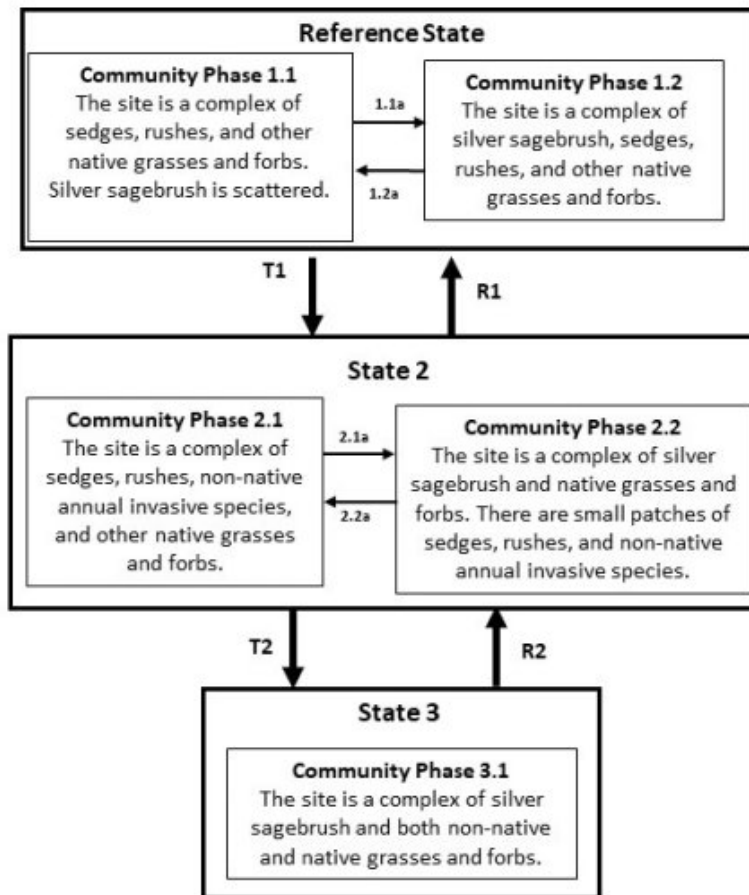 Reference State
Community Phase 1.1
The site is a complex of
sedges, rushes, and other
native grasses and forbs.
Silver sagebrush is scattered.
1.1a
1.2a
Community Phase 1.2
The site is a complex of
silver sagebrush, sedges,
rushes, and other native
grasses and forbs.
T1
R1
State 2
Community Phase 2.1
The site is a complex of
sedges, rushes, non-native
annual invasive species,
and other native grasses
and forbs.
2.1a
2.2a
Community Phase 2.2
The site is a complex of silver
sagebrush and native grasses and
forbs. There are small patches of
sedges, rushes, and non-native
annual invasive species.
T2
R2
State 3
Community Phase 3.1
The site is a complex of silver
sagebrush and both non-native
and native grasses and forbs.